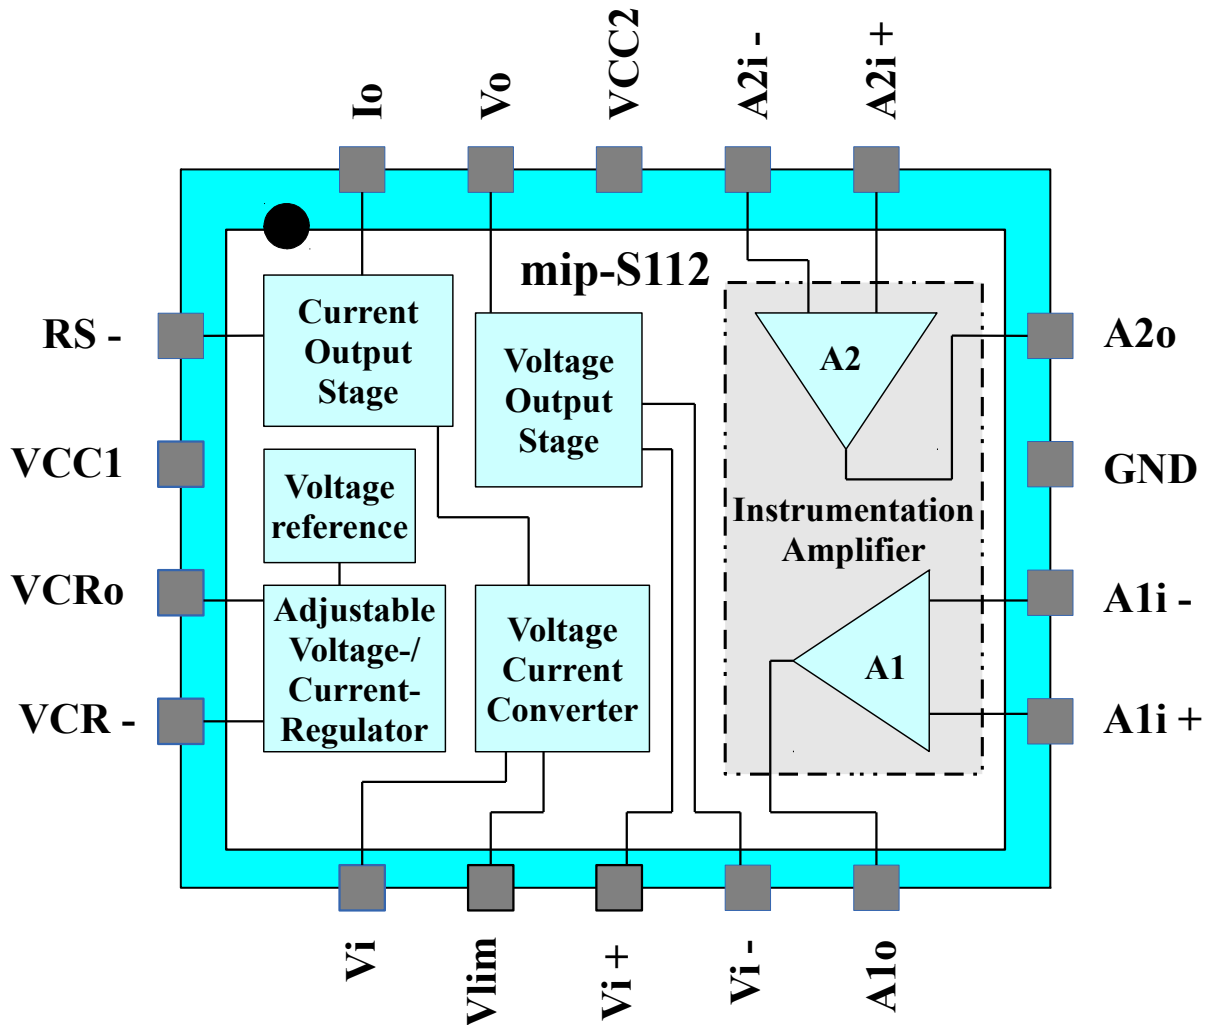 Io
Vo
VCC2
A2i -
A2i +
mip-S112
RS -
VCC1
VCRo
VCR -
Current
Output
Stage
Voltage
reference
Adjustable
Voltage-/
Current-
Regulator
Voltage
Output
Stage
Voltage
Current
Converter
A2
Instrumentation
Amplifier
A1
A2o
GND
A1i -
A1i +
Vi
Vlim
Vi +
Vi -
A1o